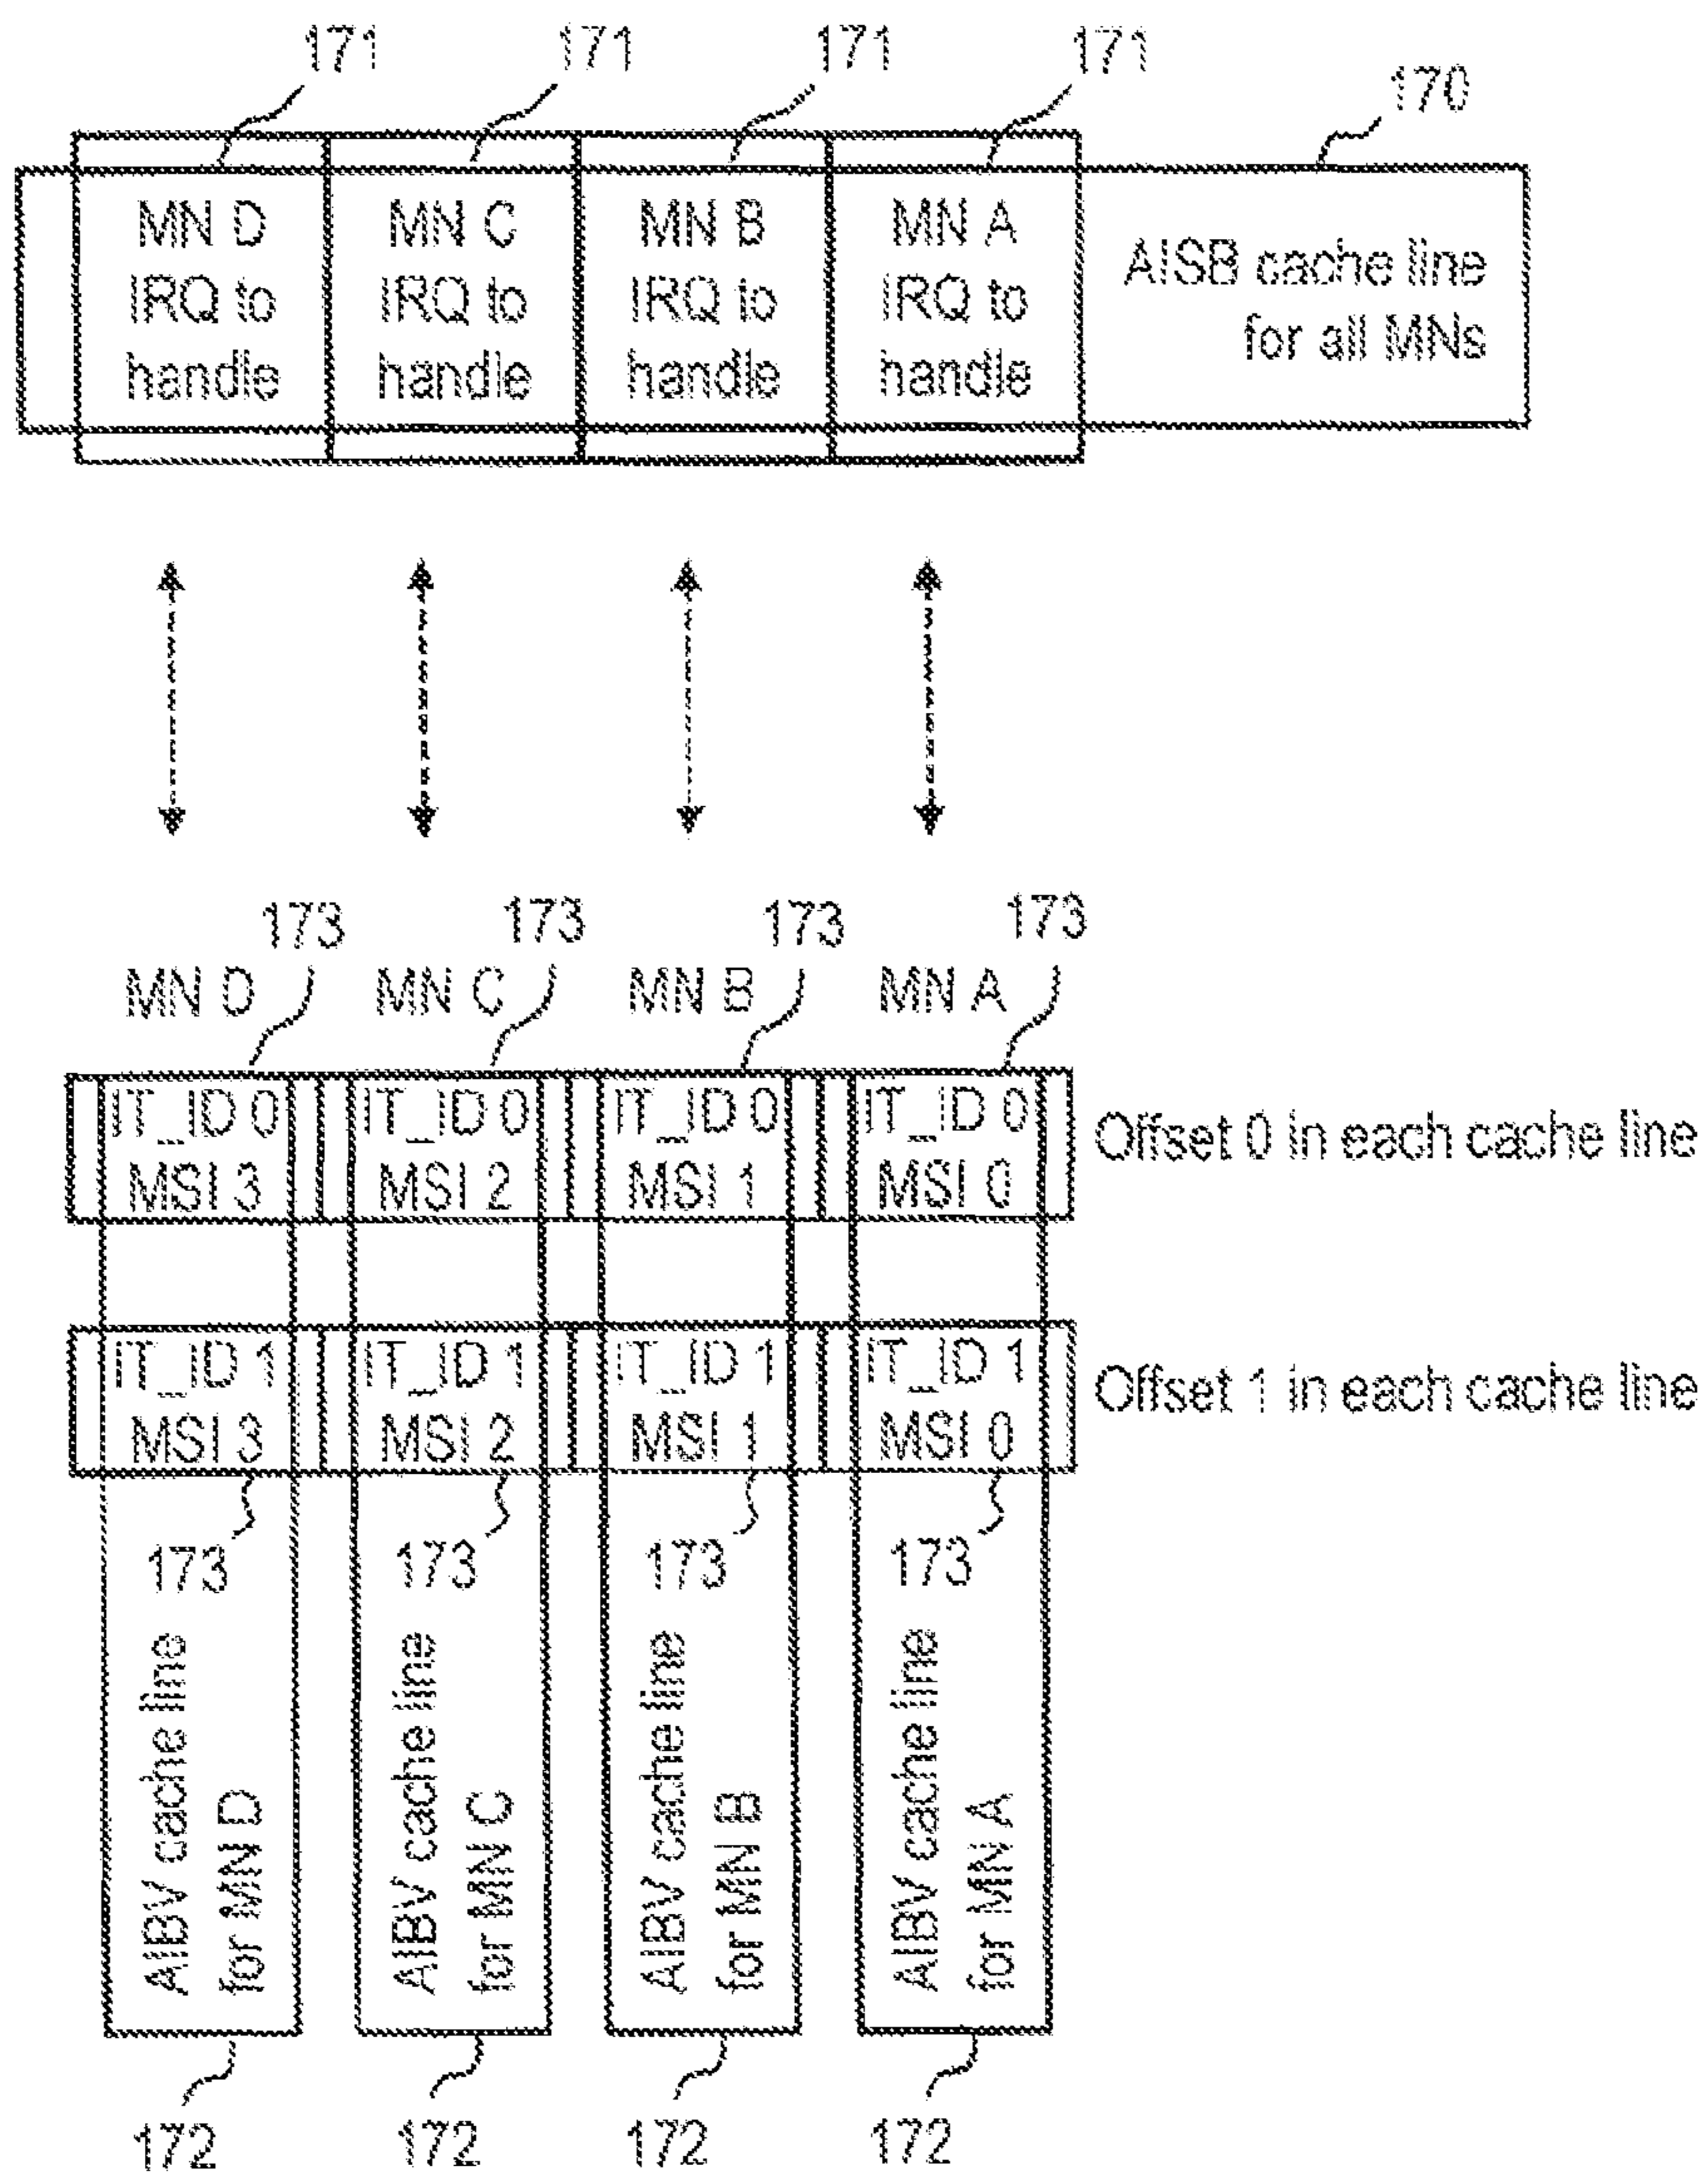 171 171 171 171 170
MN D MN C MN B MN A
IRQ to IRQ to IRQ to IRQ to AISB cache line
handle handle handle handle for all MNs
173 173 173 173
MN D MN C MN B MN A
IT_ID 0 IT_ID 0 IT_ID 0 IT_ID 0 Offset 0 in each cache line
MSI 3 MSI 2 MSI 1 MSI 0
IT_ID 1 IT_ID 1 IT_ID 1 IT_ID 1 Offset 1 in each cache line
MSI 3 MSI 2 MSI 1 MSI 0
173 173 173 173
AIBV cache line
for MN D
AIBV cache line
for MN C
AIBV cache line
for MN B
AIBV cache line
for MN A
172 172 172 172